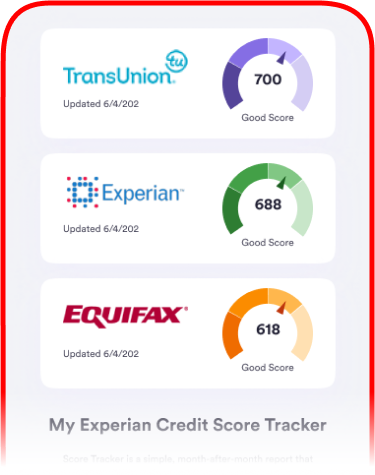 TransUnion
tu
Updated 6/4/202
700
Good Score
Experian
Updated 6/4/202
688
Good Score
EQUIFAX
Updated 6/4/202
618
Good Score
My Experian Credit Score Tracker
Score Tracker is a simple, month-after-month report that